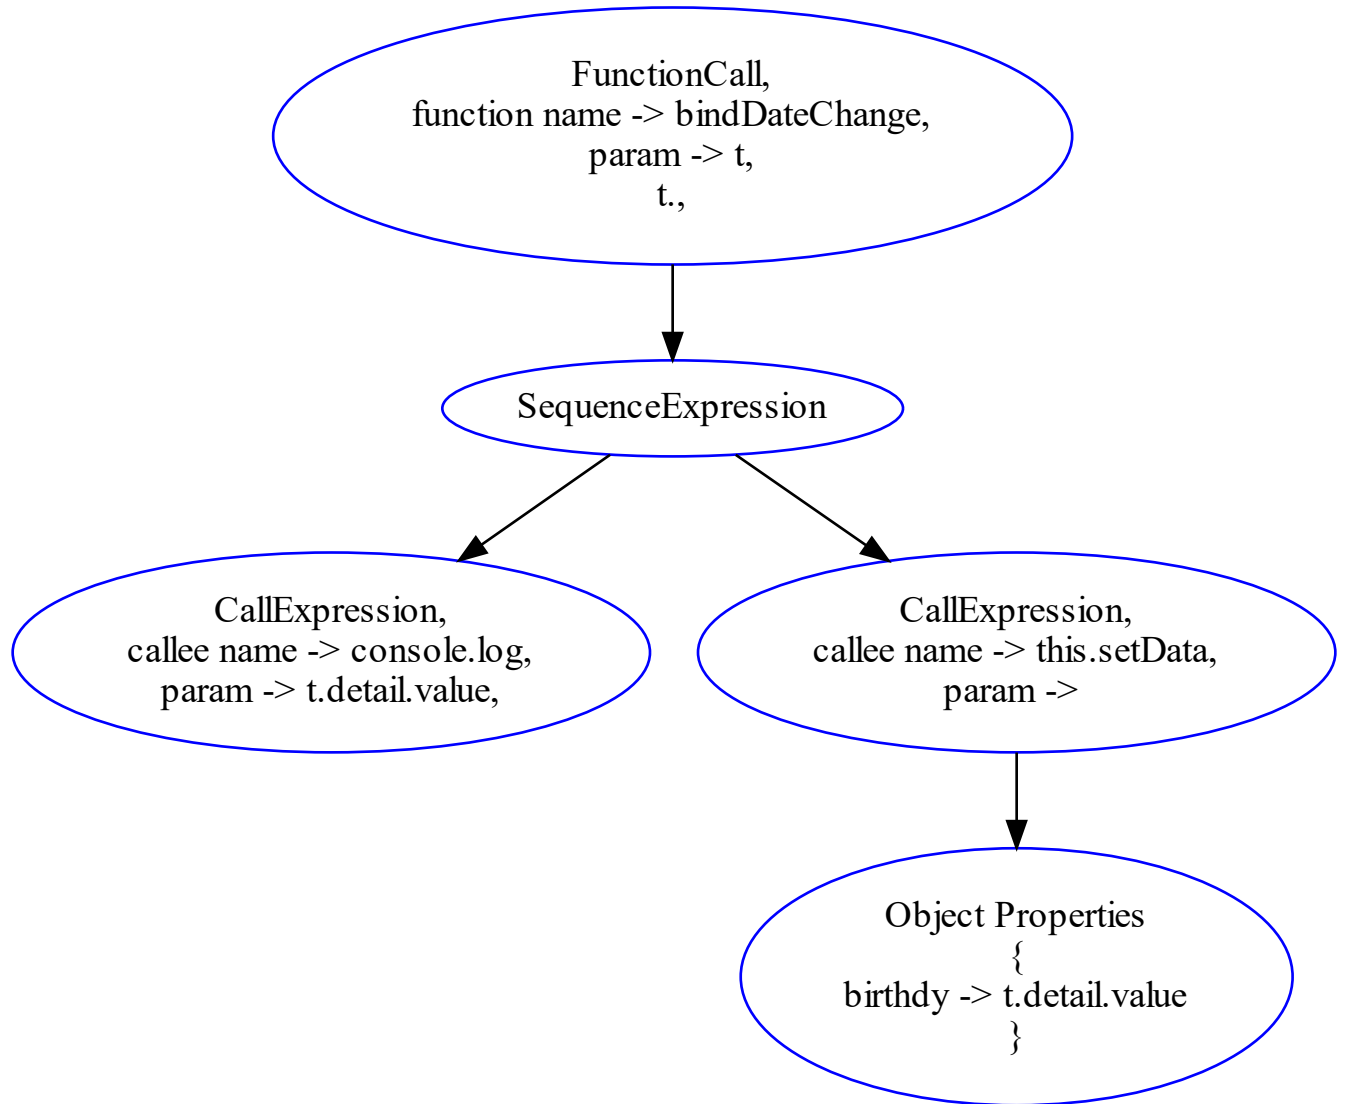 FunctionCall,
function name -> bindDateChange,
param -> t,
t.,
SequenceExpression
CallExpression,
callee name -> console.log,
param -> t.detail.value,
CallExpression,
callee name -> this.setData,
param ->
Object Properties
{
birthdy -> t.detail.value
}